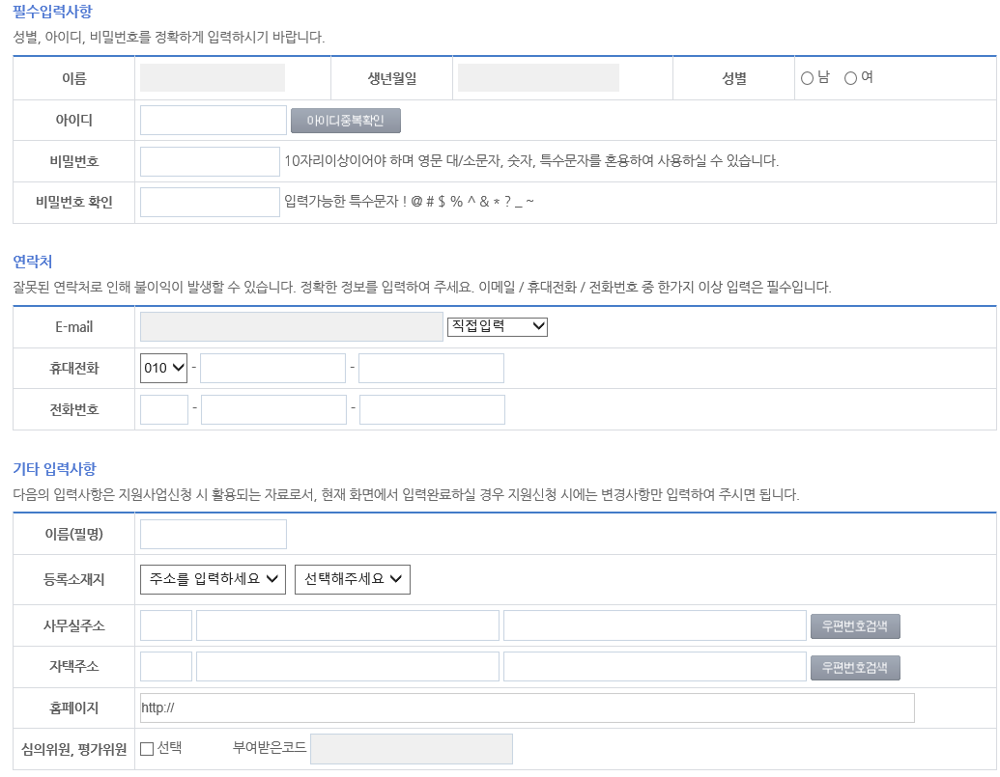 필수입력사항
성별, 아이디, 비밀번호를 정확하게 입력하시기 바랍니다.
이름 생년월일 성별 남 여
아이디 아이디중복확인
비밀번호 10자리이상이어야 하며 영문 대/소문자, 숫자, 특수문자를 혼용하여 사용하실 수 있습니다.
비밀번호 확인 입력가능한 특수문자 ! @ # $ % ^ & * ? _ ~
연락처
잘못된 연락처로 인해 불이익이 발생할 수 있습니다. 정확한 정보를 입력하여 주세요. 이메일 / 휴대전화 / 전화번호 중 한가지 이상 입력은 필수입니다.
E-mail 직접입력
휴대전화 010 - -
전화번호 - -
기타 입력사항
다음의 입력사항은 지원사업신청 시 활용되는 자료로서, 현재 화면에서 입력완료하실 경우 지원신청 시에는 변경사항만 입력하여 주시면 됩니다.
이름(필명)
등록소재지 주소를 입력하세요 선택해주세요
사무실주소 우편번호검색
자택주소 우편번호검색
홈페이지 http://
심의위원, 평가위원 선택 부여받은코드